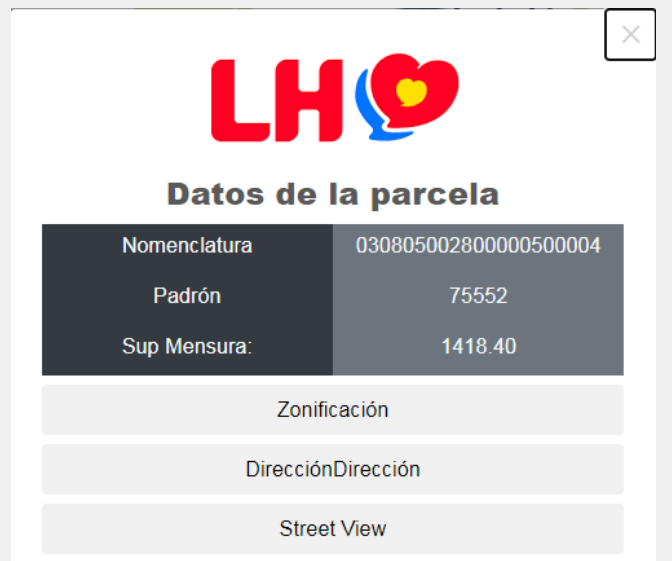 LH
Datos de la parcela
Nomenclatura 030805002800000500004
Padrón 75552
Sup Mensura: 1418.40
Zonificación
DirecciónDirección
Street View